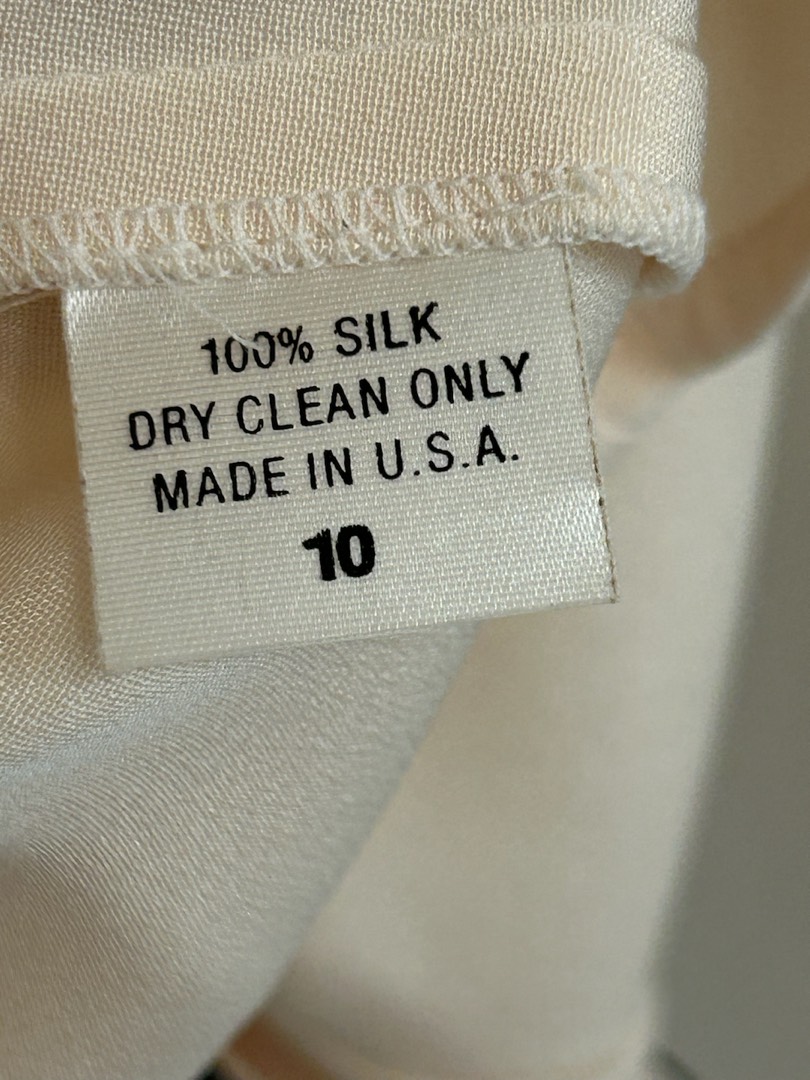 100% SILK
DRY CLEAN ONLY
MADE IN U.S.A.
10